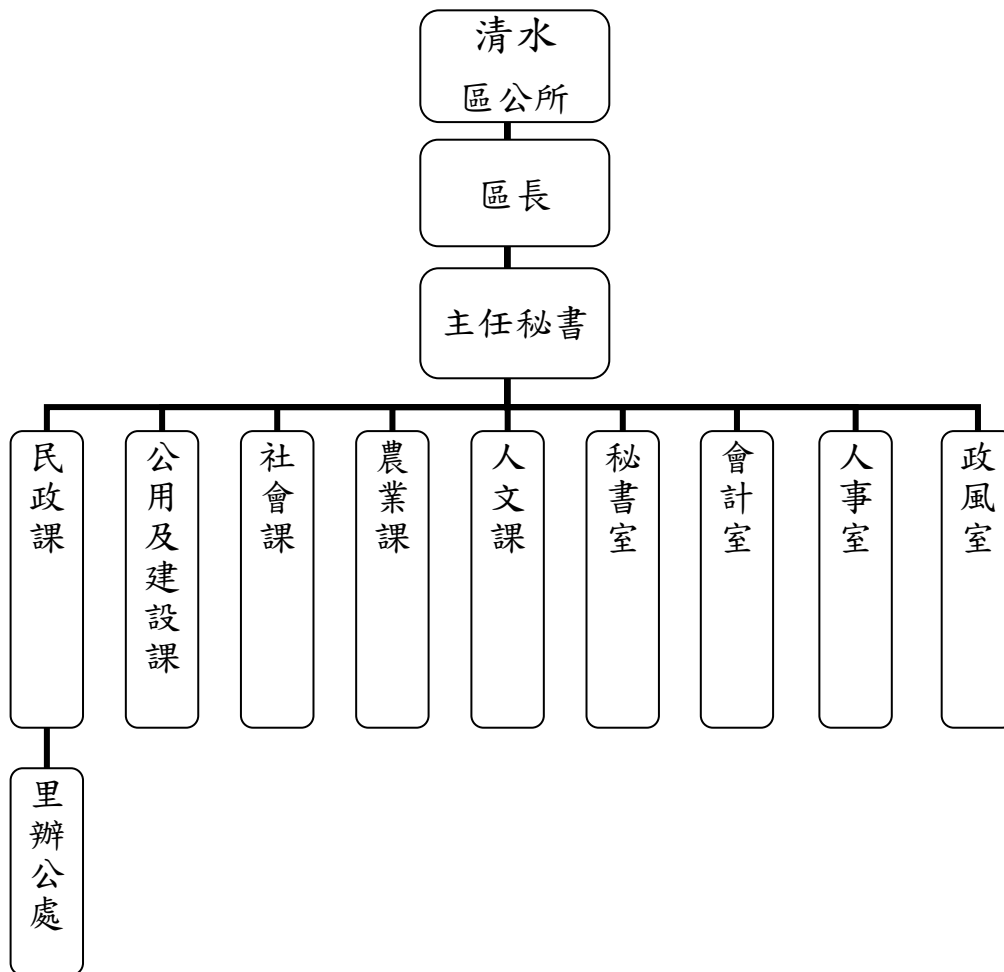 清水
區公所
區長
主任秘書
民政課
公用及建設課
社會課
農業課
人文課
秘書室
會計室
人事室
政風室
里辦公處